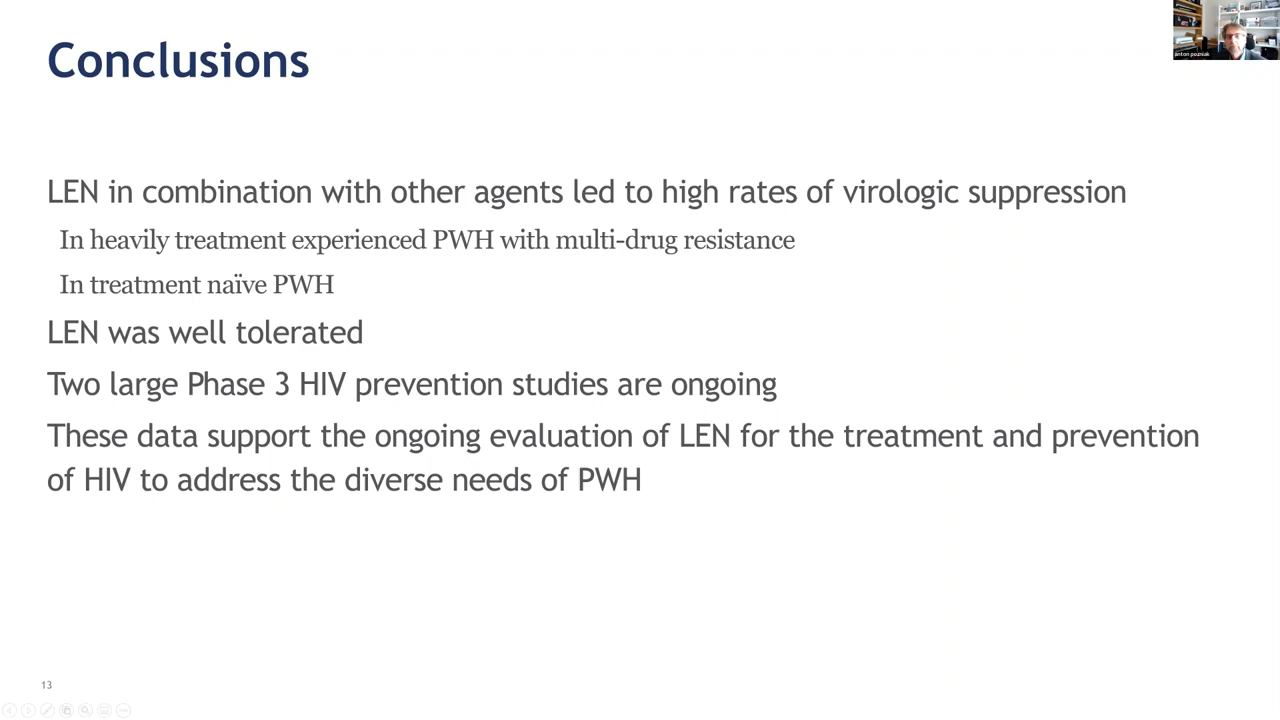 Conclusions
anton pozniak
LEN in combination with other agents led to high rates of virologic suppression
In heavily treatment experienced PWH with multi-drug resistance
In treatment naïve PWH
LEN was well tolerated
Two large Phase 3 HIV prevention studies are ongoing
These data support the ongoing evaluation of LEN for the treatment and prevention
of HIV to address the diverse needs of PWH
13